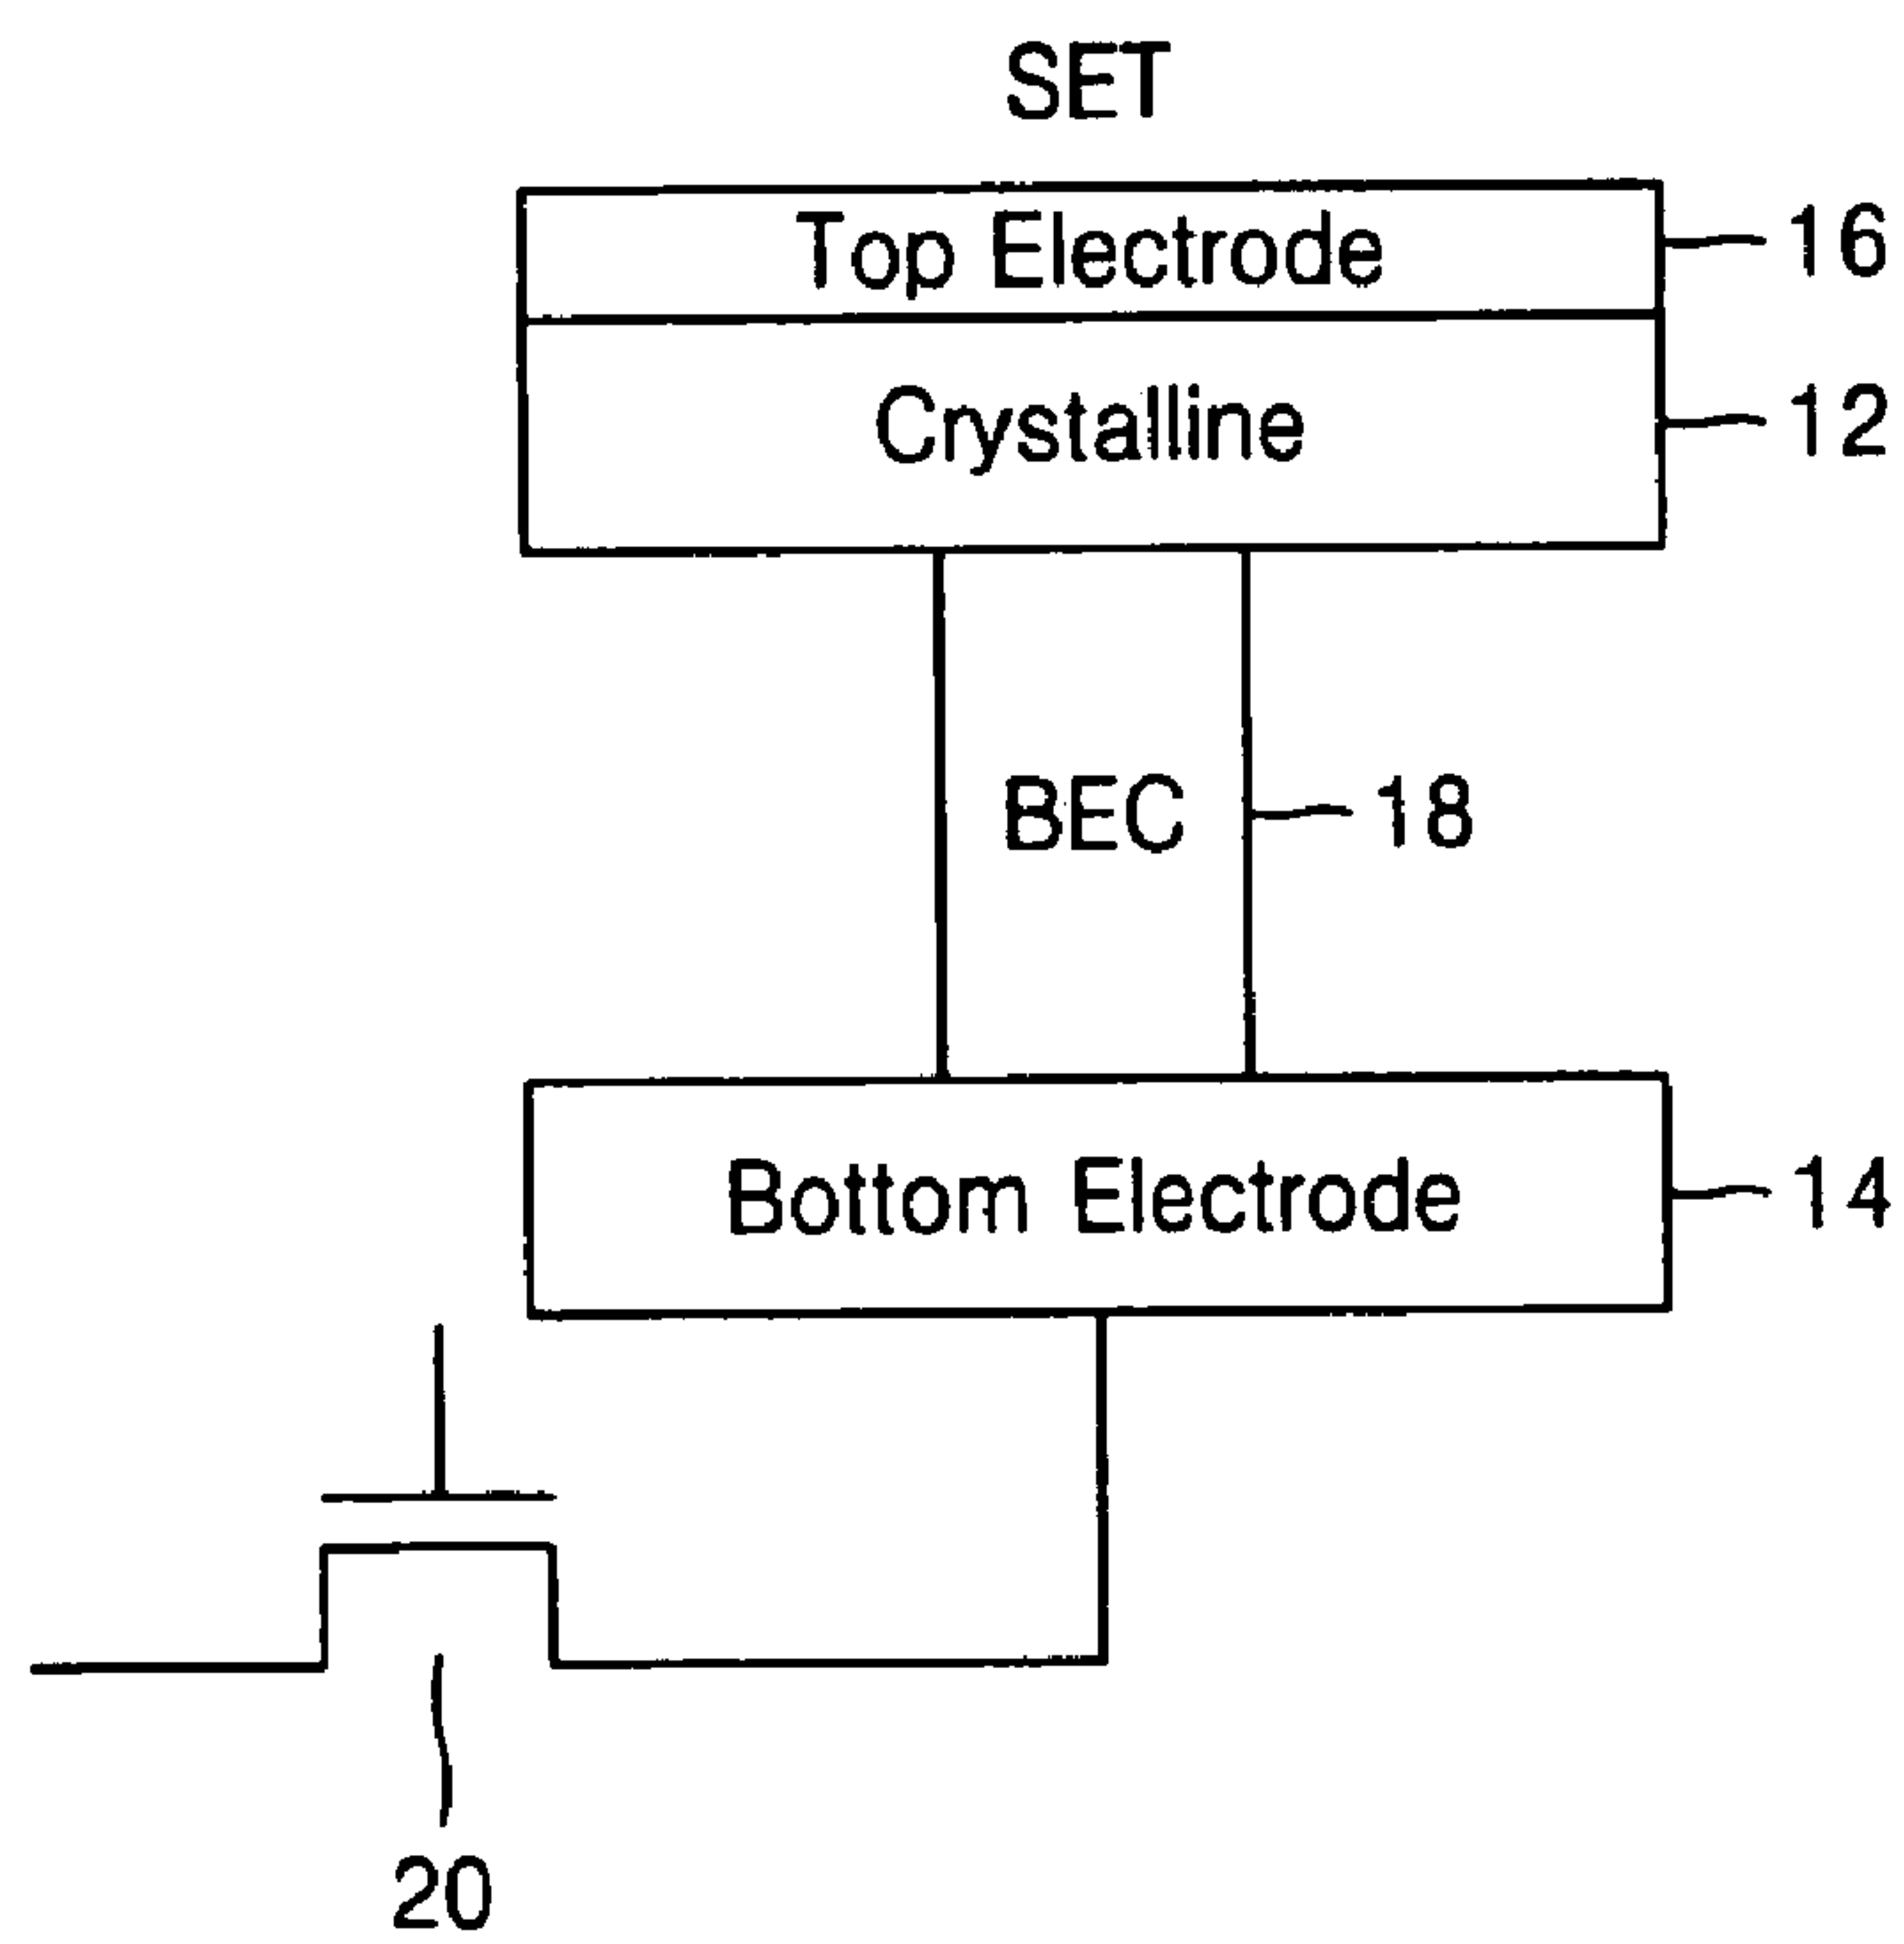 SET
Top Electrode 16
Crystalline 12
BEC 18
Bottom Electrode 14
20